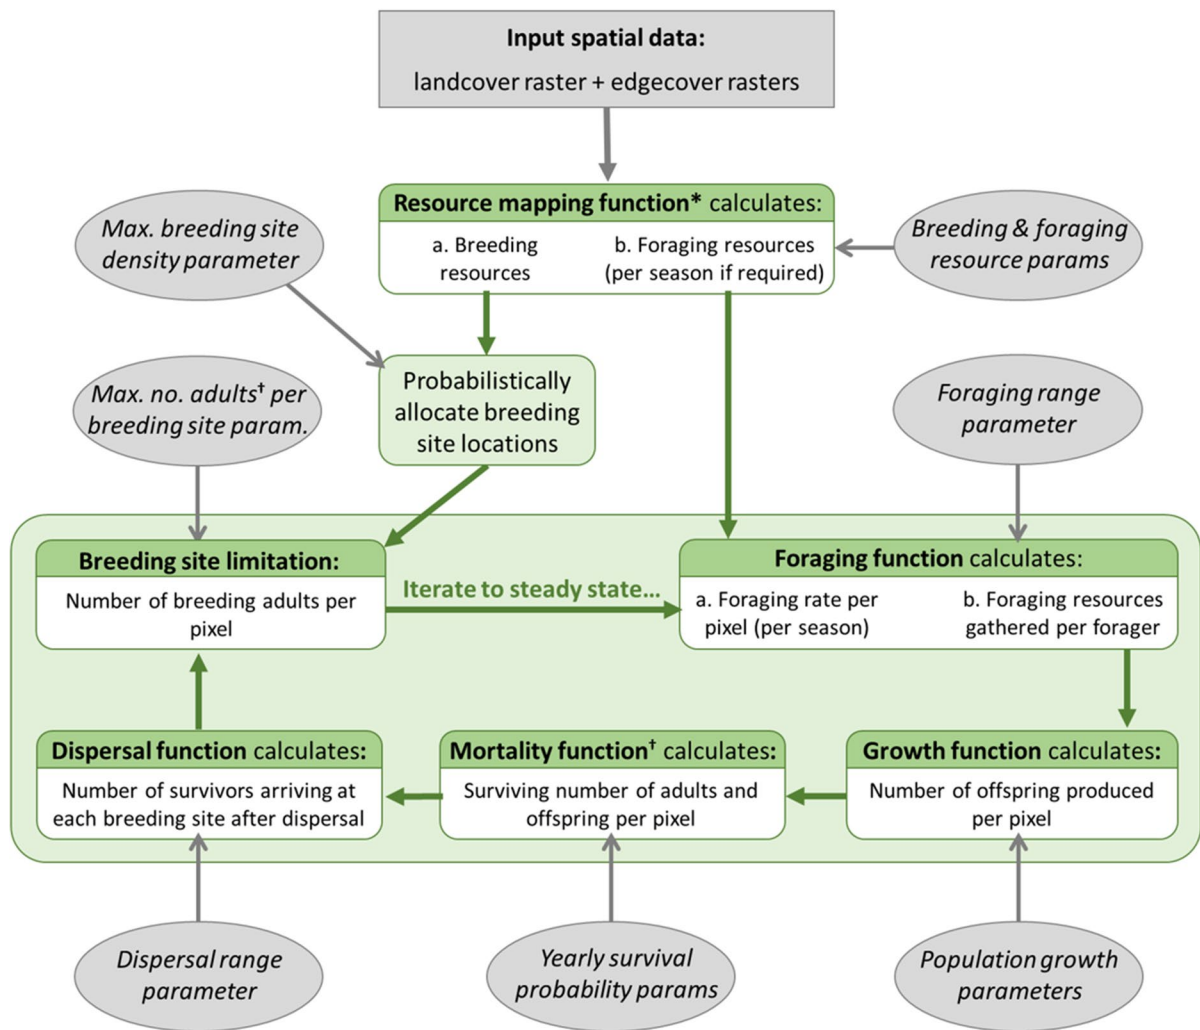 Input spatial data:
landcover raster + edgecover rasters
Resource mapping function* calculates:
a. Breeding
resources
b. Foraging resources
(per season if required)
Max. breeding site
density parameter
Breeding & foraging
resource params
Probabilistically
allocate breeding
site locations
Max. no. adults† per
breeding site param.
Foraging range
parameter
Breeding site limitation:
Number of breeding adults per
pixel
Iterate to steady state...
Foraging function calculates:
a. Foraging rate per
pixel (per season)
b. Foraging resources
gathered per forager
Dispersal function calculates:
Number of survivors arriving at
each breeding site after dispersal
Mortality function† calculates:
Surviving number of adults and
offspring per pixel
Growth function calculates:
Number of offspring produced
per pixel
Dispersal range
parameter
Yearly survival
probability params
Population growth
parameters